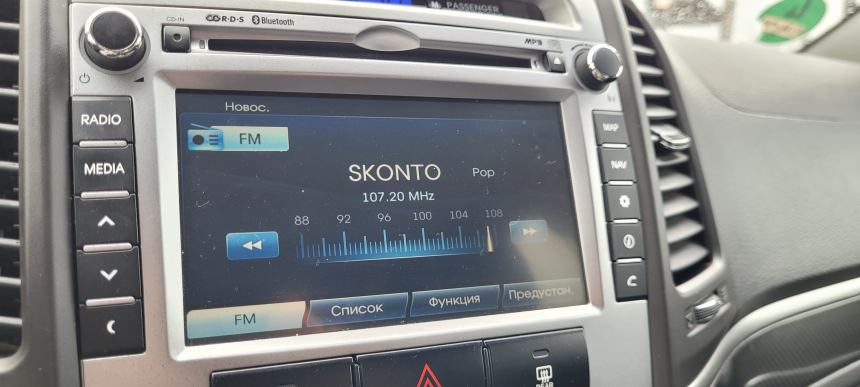 PASSENGER
CD-IN
R·D·S Bluetooth
MP3
RADIO
MEDIA
Новос.
FM
SKONTO Pop
107.20 MHz
88 92 96 100 104 108
FM Список Функция Предустан.
MAP
NAV
REAR